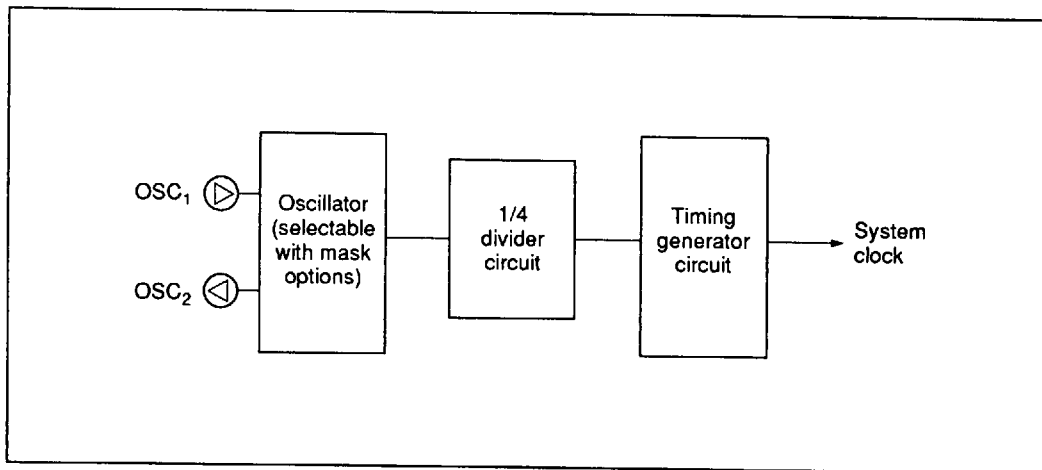 OSC₁
OSC₂
Oscillator
(selectable
with mask
options)
1/4
divider
circuit
Timing
generator
circuit
System
clock